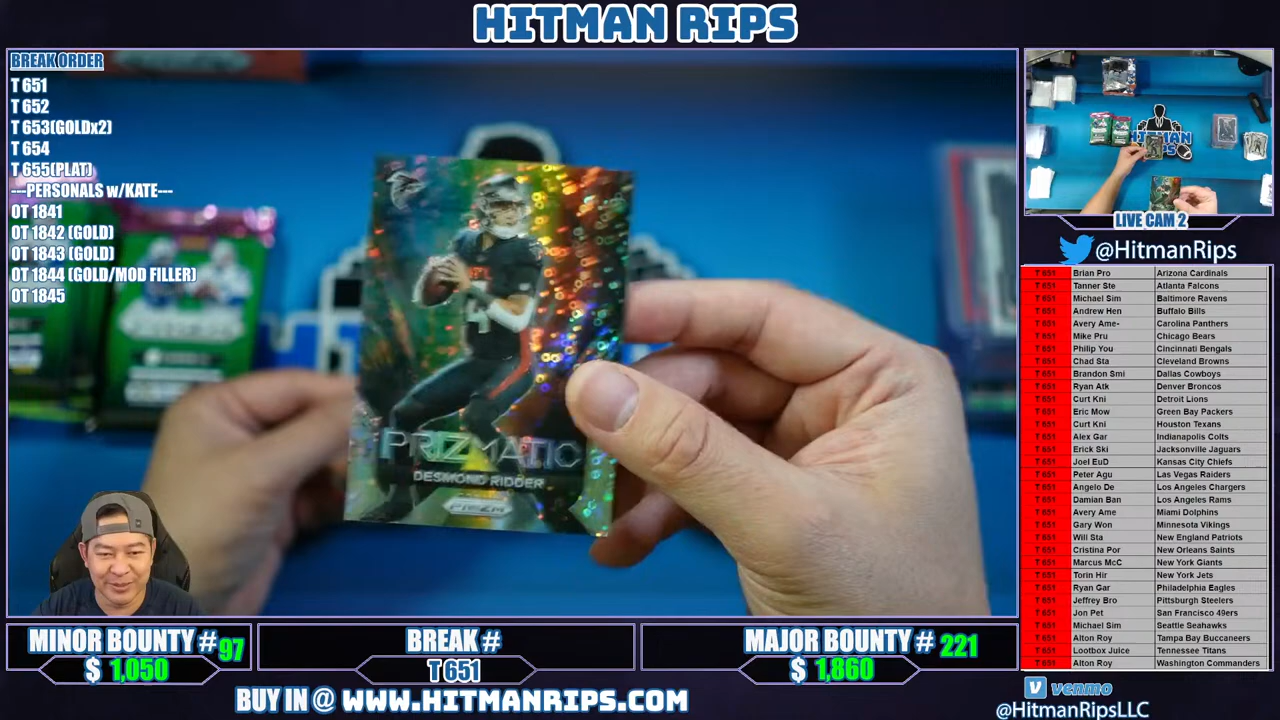 HITMAN RIPS
BREAK ORDER
T 651
T 652
T 653(GOLDx2)
T 654
T 655(PLAT)
---PERSONALS w/KATE---
OT 1841
OT 1842 (GOLD)
OT 1843 (GOLD)
OT 1844 (GOLD/MOD FILLER)
OT 1845
PRIZMATIC
DESMOND RIDDER
PRIZM
HITMAN
RIPS
LIVE CAM 2
@HitmanRips
T 651 Brian Pro Arizona Cardinals
T 651 Tanner Ste Atlanta Falcons
T 651 Michael Sim Baltimore Ravens
T 651 Andrew Hen Buffalo Bills
T 651 Avery Ame- Carolina Panthers
T 651 Mike Pru Chicago Bears
T 651 Philip You Cincinnati Bengals
T 651 Chad Sta Cleveland Browns
T 651 Brandon Smi Dallas Cowboys
T 651 Ryan Atk Denver Broncos
T 651 Curt Kni Detroit Lions
T 651 Eric Mow Green Bay Packers
T 651 Curt Kni Houston Texans
T 651 Alex Gar Indianapolis Colts
T 651 Erick Ski Jacksonville Jaguars
T 651 Joel EuD Kansas City Chiefs
T 651 Peter Agu Las Vegas Raiders
T 651 Angelo De Los Angeles Chargers
T 651 Damian Ban Los Angeles Rams
T 651 Avery Ame Miami Dolphins
T 651 Gary Won Minnesota Vikings
T 651 Will Sta New England Patriots
T 651 Cristina Por New Orleans Saints
T 651 Marcus McC New York Giants
T 651 Torin Hir New York Jets
T 651 Ryan Gar Philadelphia Eagles
T 651 Jeffrey Bro Pittsburgh Steelers
T 651 Jon Pet San Francisco 49ers
T 651 Michael Sim Seattle Seahawks
T 651 Alton Roy Tampa Bay Buccaneers
T 651 Lootbox Juice Tennessee Titans
T 651 Alton Roy Washington Commanders
MINOR BOUNTY # 97
$ 1,050
BREAK #
T 651
MAJOR BOUNTY # 221
$ 1,860
BUY IN @ WWW.HITMANRIPS.COM
venmo
@HitmanRipsLLC